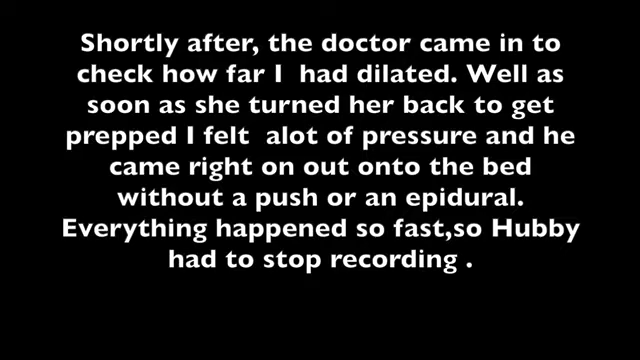 Shortly after, the doctor came in to
check how far I had dilated. Well as
soon as she turned her back to get
prepped I felt alot of pressure and he
came right on out onto the bed
without a push or an epidural.
Everything happened so fast,so Hubby
had to stop recording .